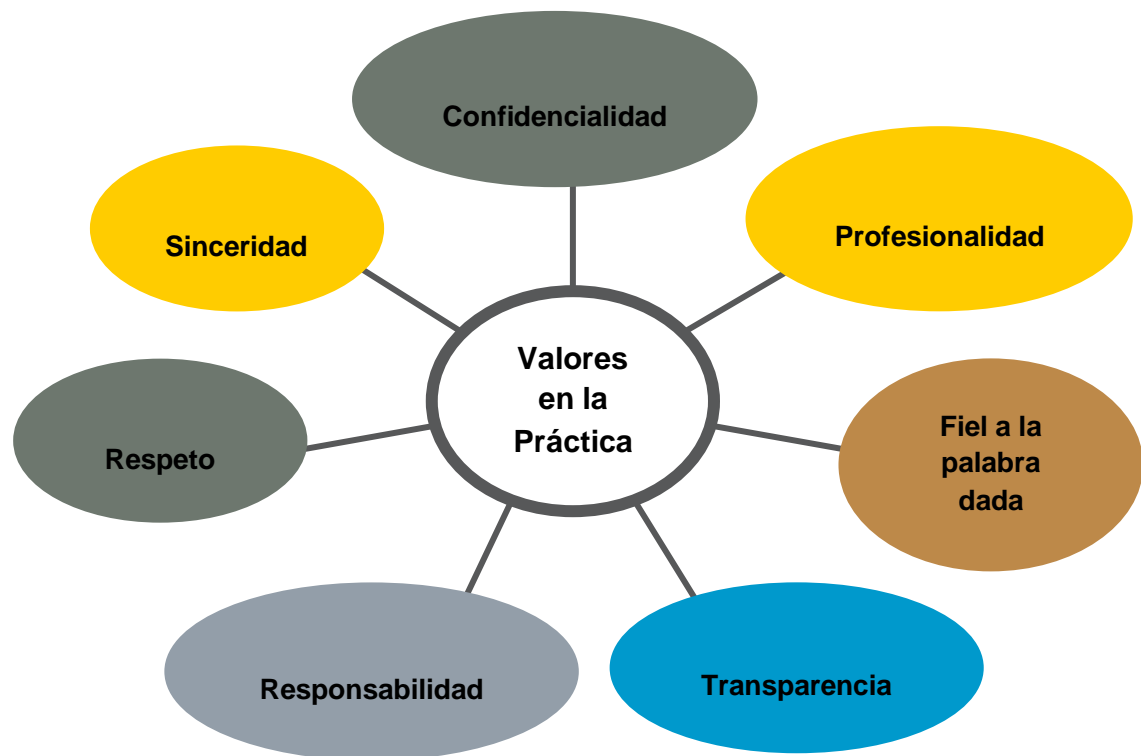 Confidencialidad
Sinceridad
Profesionalidad
Valores
en la
Práctica
Fiel a la
palabra
dada
Respeto
Responsabilidad
Transparencia